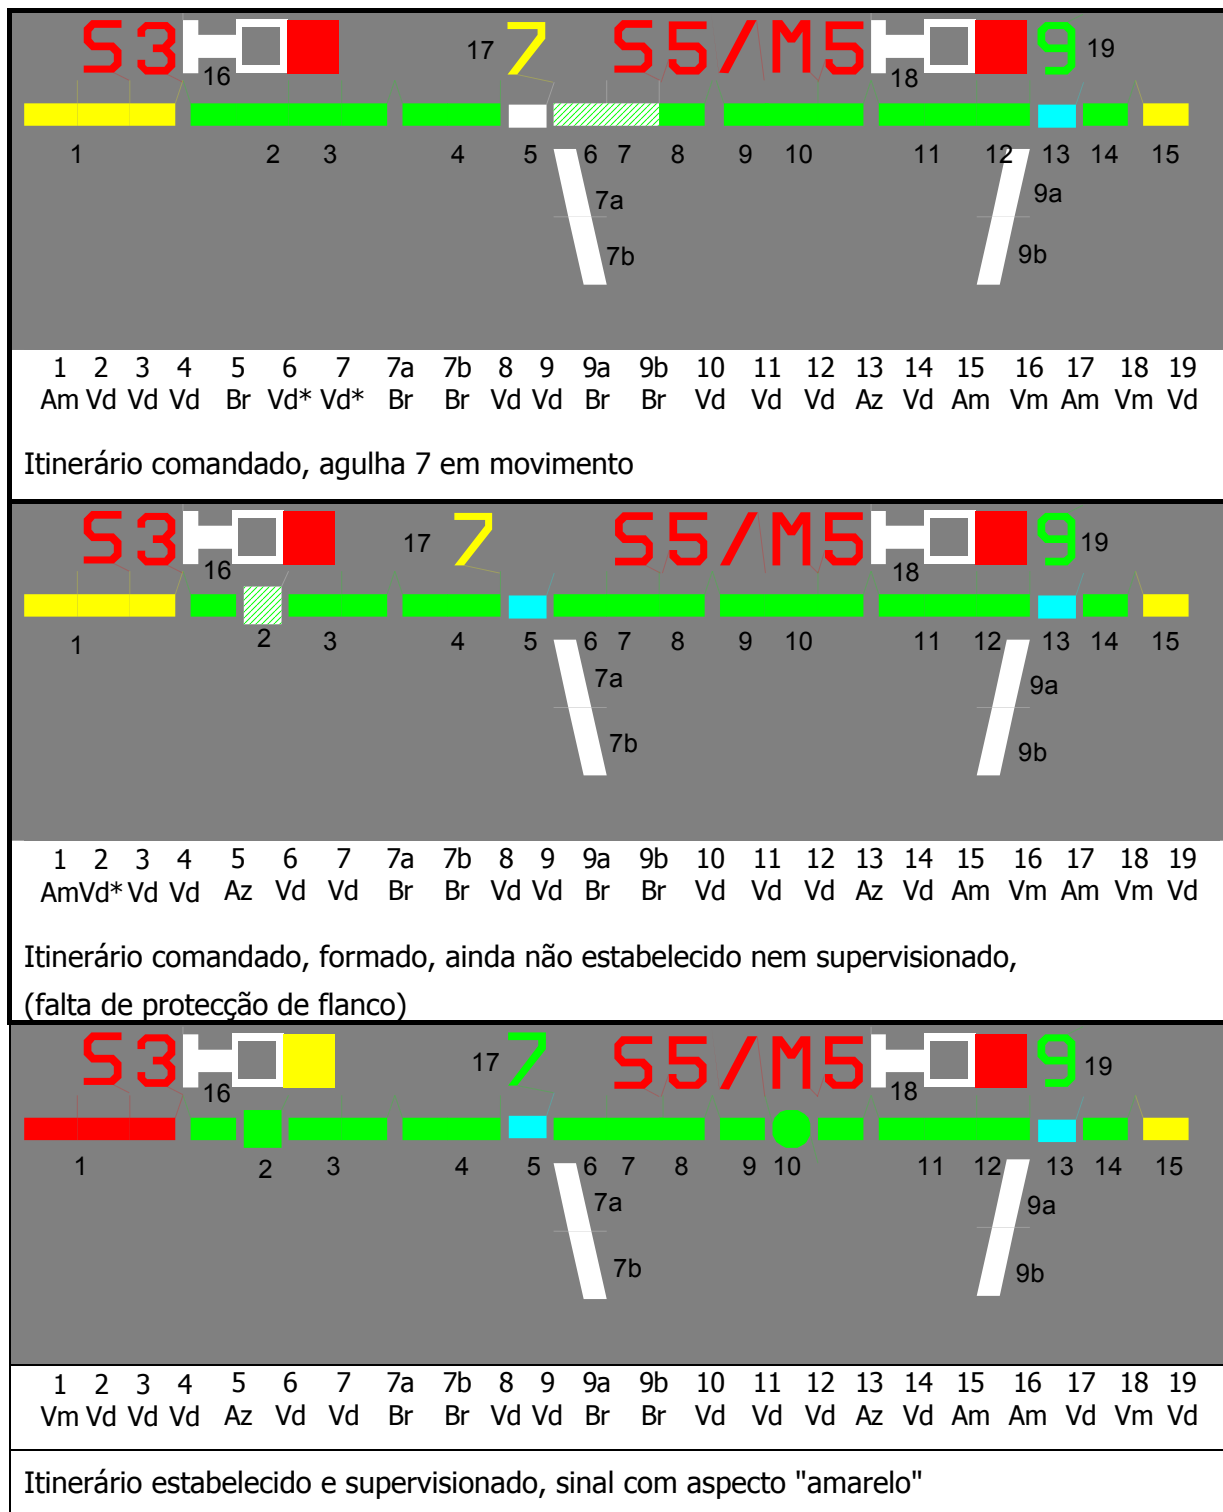 S3 16 17 7 S5/M5 18 9 19
1 2 3 4 5 6 7 8 9 10 11 12 13 14 15
7a 9a
7b 9b
1 2 3 4 5 6 7 7a 7b 8 9 9a 9b 10 11 12 13 14 15 16 17 18 19
Am Vd Vd Vd Br Vd* Vd* Br Br Vd Vd Br Br Vd Vd Vd Az Vd Am Vm Am Vm Vd
Itinerário comandado, agulha 7 em movimento
S3 16 17 7 S5/M5 18 9 19
1 2 3 4 5 6 7 8 9 10 11 12 13 14 15
7a 9a
7b 9b
1 2 3 4 5 6 7 7a 7b 8 9 9a 9b 10 11 12 13 14 15 16 17 18 19
AmVd* Vd Vd Az Vd Vd Br Br Vd Vd Br Br Vd Vd Vd Az Vd Am Vm Am Vm Vd
Itinerário comandado, formado, ainda não estabelecido nem supervisionado,
(falta de protecção de flanco)
S3 16 17 7 S5/M5 18 9 19
1 2 3 4 5 6 7 8 9 10 11 12 13 14 15
7a 9a
7b 9b
1 2 3 4 5 6 7 7a 7b 8 9 9a 9b 10 11 12 13 14 15 16 17 18 19
Vm Vd Vd Vd Az Vd Vd Br Br Vd Vd Br Br Vd Vd Vd Az Vd Am Am Vd Vm Vd
Itinerário estabelecido e supervisionado, sinal com aspecto "amarelo"